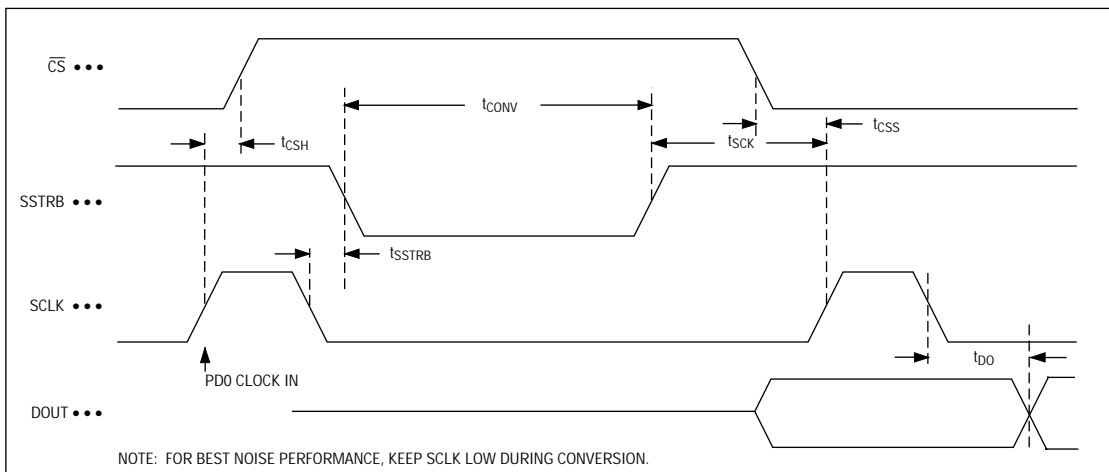 CS •••
tCONV
tCSS
tCSH
tSCK
SSTRB •••
tSSTRB
SCLK •••
tDO
PD0 CLOCK IN
DOUT •••
NOTE: FOR BEST NOISE PERFORMANCE, KEEP SCLK LOW DURING CONVERSION.